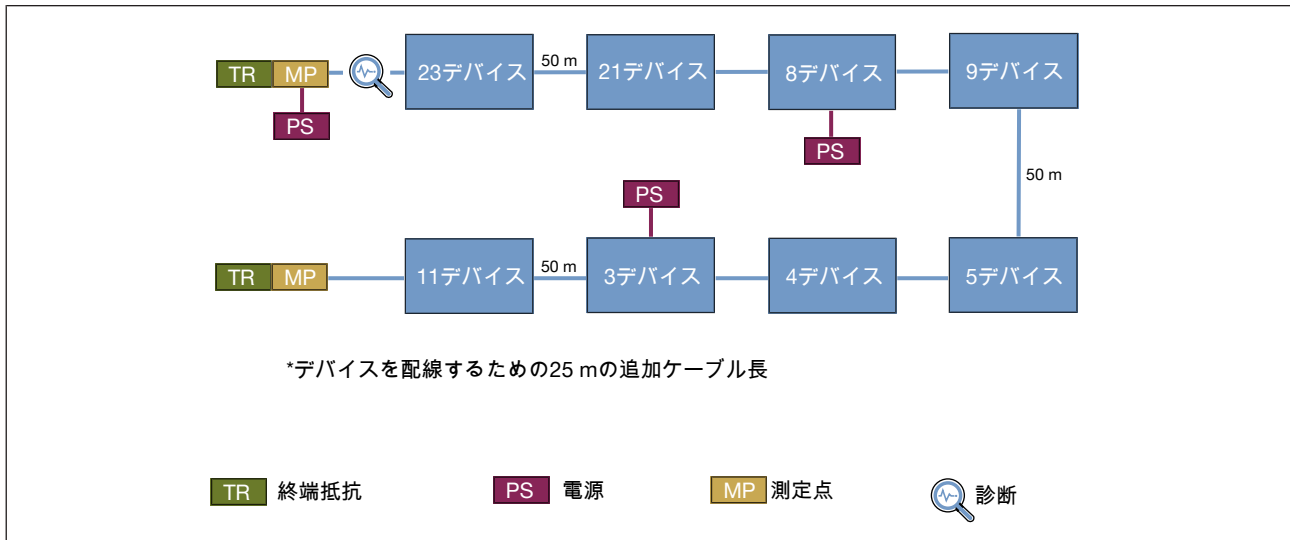 TR MP 23デバイス 50 m 21デバイス 8デバイス 9デバイス
PS PS
50 m
PS
TR MP 11デバイス 50 m 3デバイス 4デバイス 5デバイス
*デバイスを配線するための25 mの追加ケーブル長
TR 終端抵抗 PS 電源 MP 測定点 診断